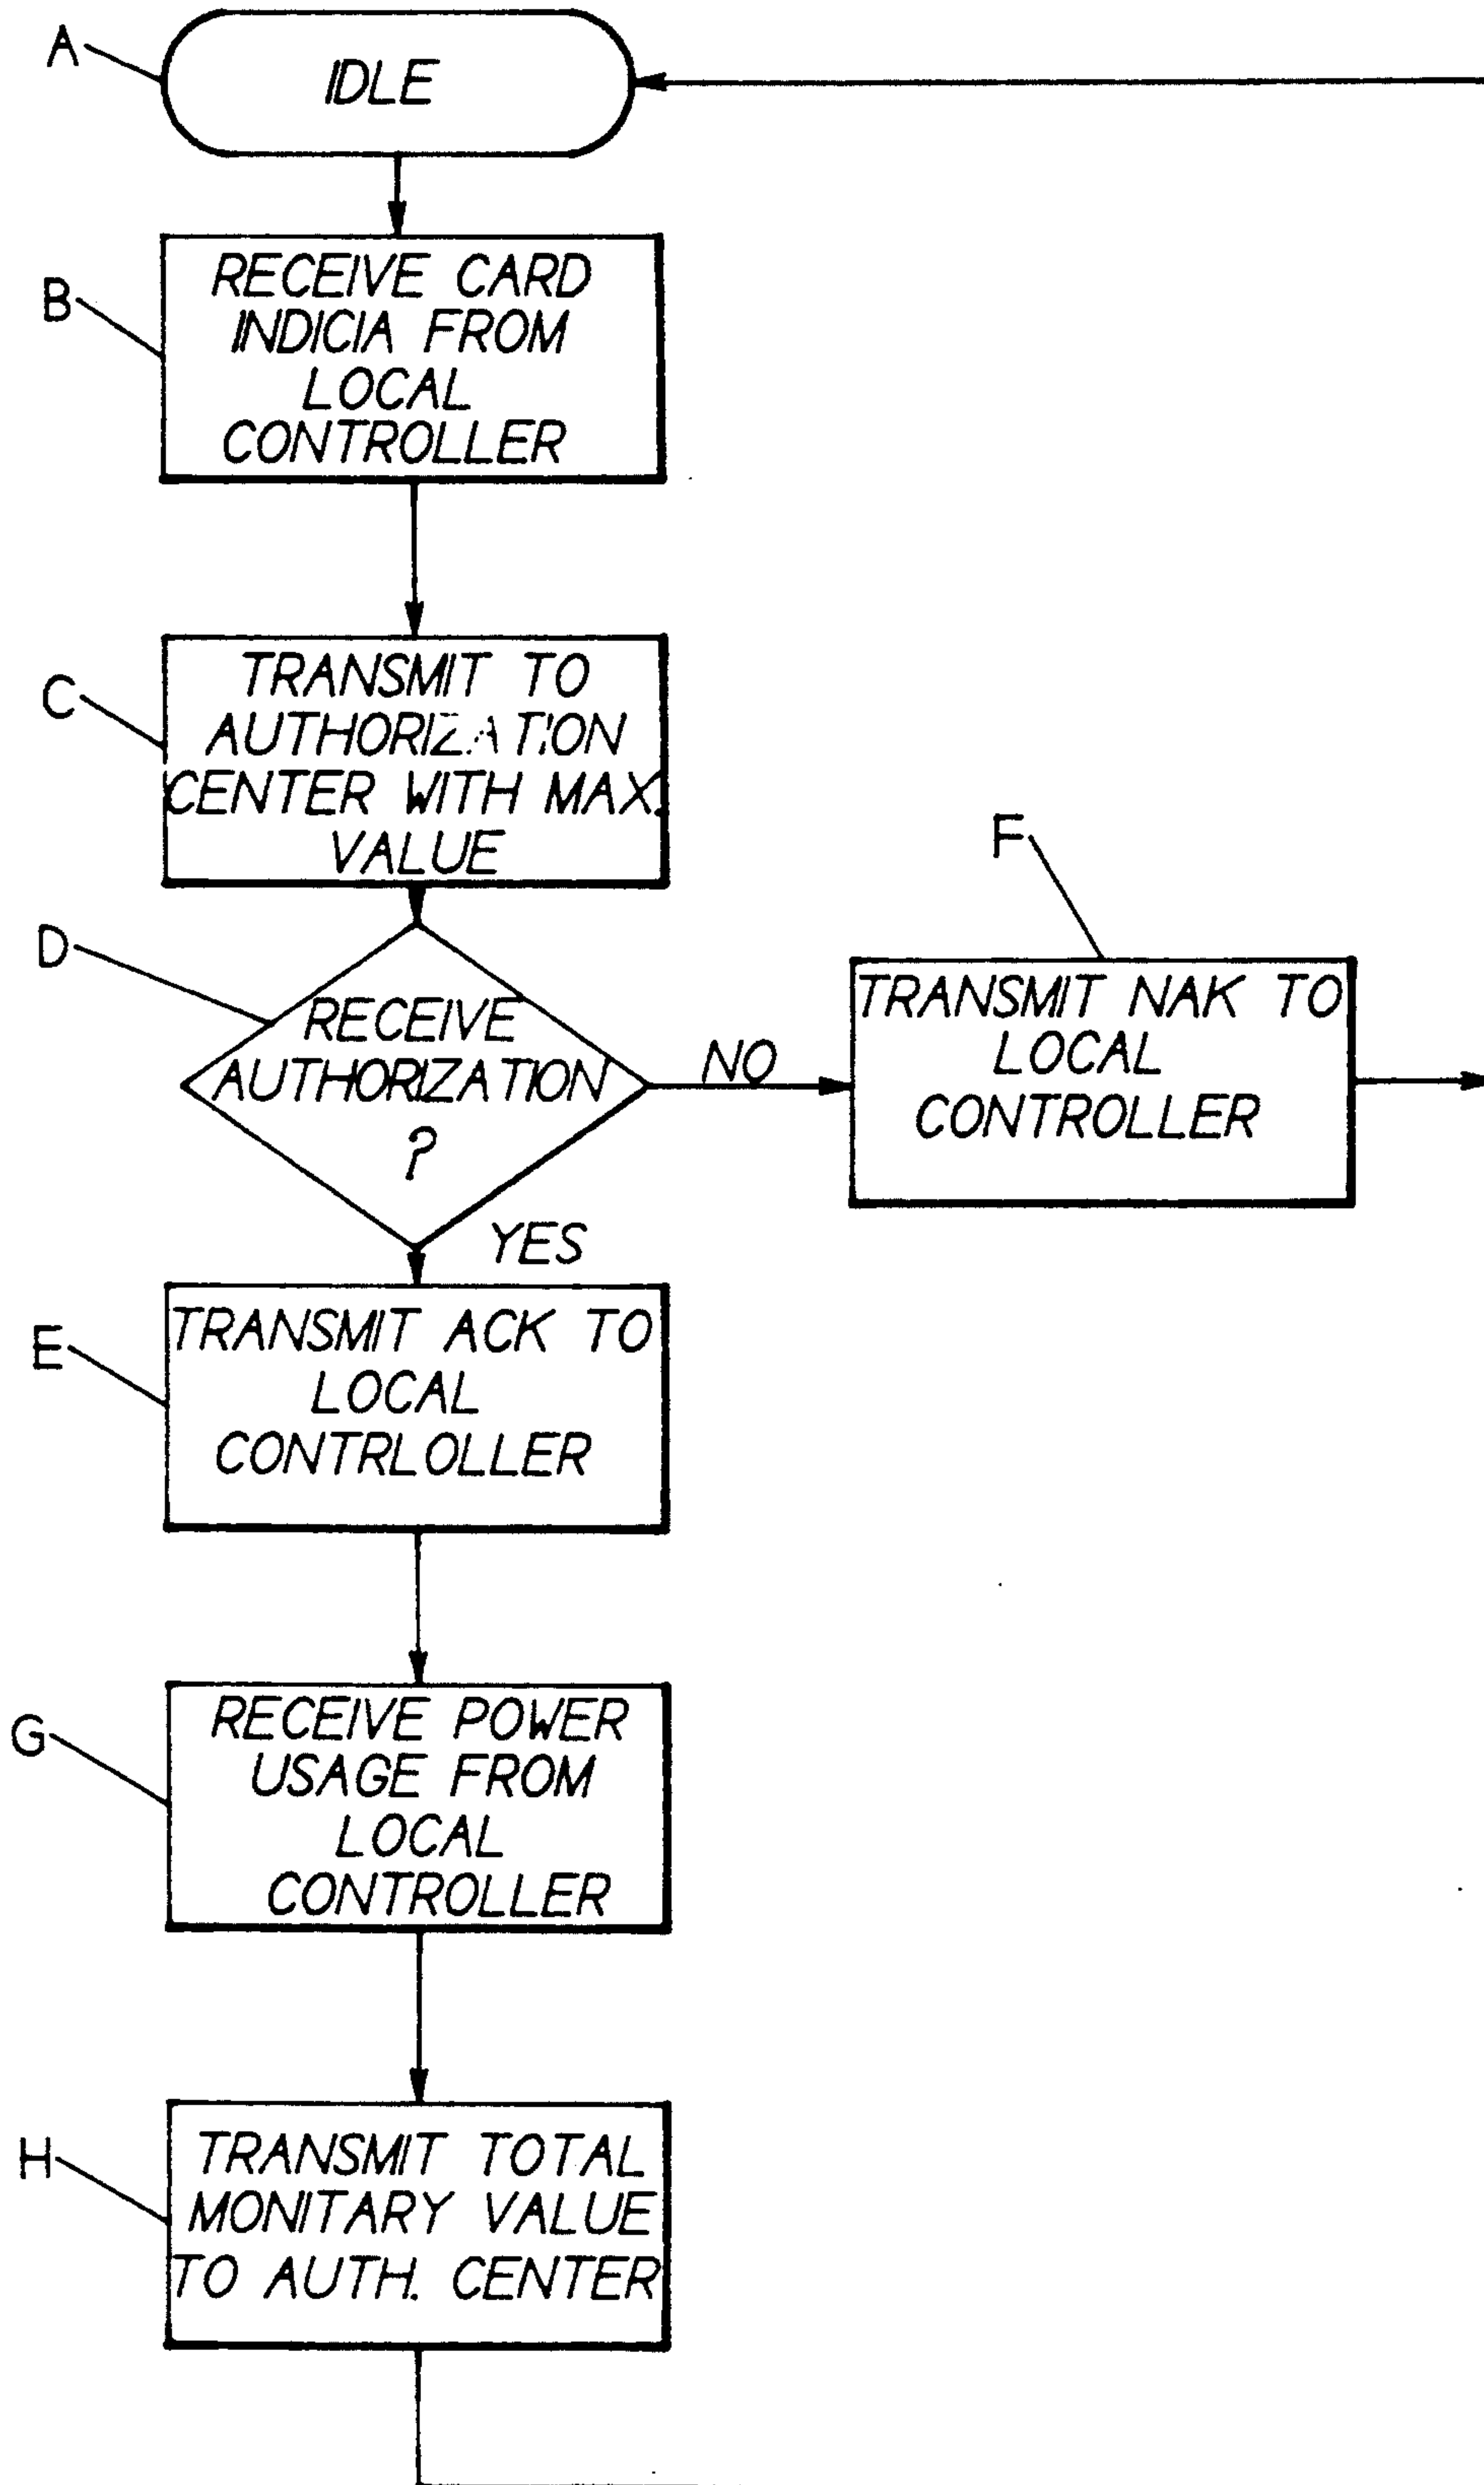 A
IDLE
B
RECEIVE CARD
INDICIA FROM
LOCAL
CONTROLLER
C
TRANSMIT TO
AUTHORIZATION
CENTER WITH MAX.
VALUE
D
RECEIVE
AUTHORIZATION
?
NO
F
TRANSMIT NAK TO
LOCAL
CONTROLLER
YES
E
TRANSMIT ACK TO
LOCAL
CONTRLOLLER
G
RECEIVE POWER
USAGE FROM
LOCAL
CONTROLLER
H
TRANSMIT TOTAL
MONITARY VALUE
TO AUTH. CENTER